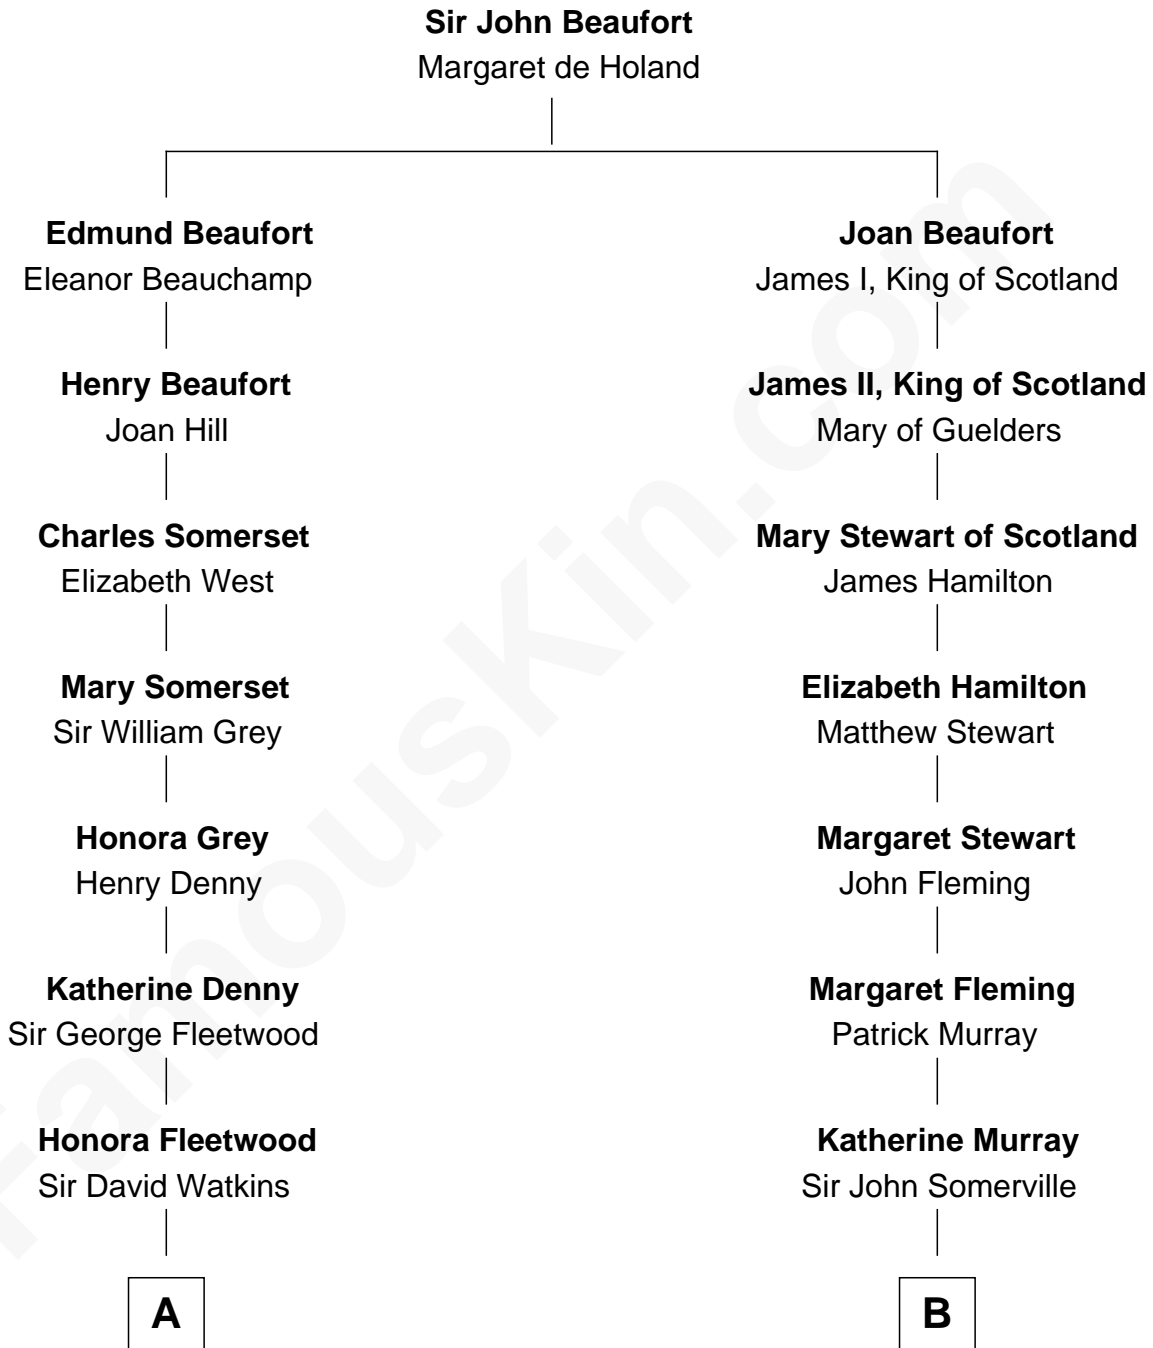 Sir John Beaufort
Margaret de Holand
Edmund Beaufort
Eleanor Beauchamp
Joan Beaufort
James I, King of Scotland
Henry Beaufort
Joan Hill
James II, King of Scotland
Mary of Guelders
Charles Somerset
Elizabeth West
Mary Stewart of Scotland
James Hamilton
Mary Somerset
Sir William Grey
Elizabeth Hamilton
Matthew Stewart
Honora Grey
Henry Denny
Margaret Stewart
John Fleming
Katherine Denny
Sir George Fleetwood
Margaret Fleming
Patrick Murray
Honora Fleetwood
Sir David Watkins
Katherine Murray
Sir John Somerville
A
B
FamousKin.com